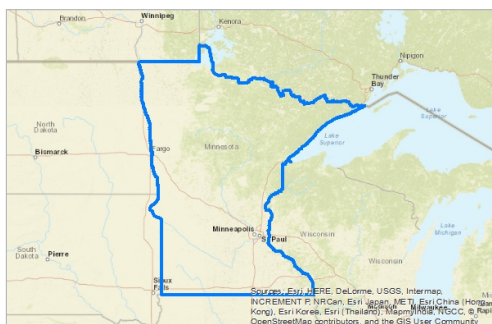 Brandon
Winnipeg
Kenora
Nipigon
Thunder
Bay
Lake
Superior
North
Dakota
Bismarck
Fargo
Minnesota
Lake
Superior
Minneapolis
St. Paul
Wisconsin
Lake
Michigan
South
Dakota
Pierre
Sioux
Falls
Sources: Esri, HERE, DeLorme, USGS, Intermap,
INCREMENT P, NRCan, Esri Japan, METI, Esri China (Hong
Kong), Esri Korea, Esri (Thailand), MapmyIndia, NGCC, ©
OpenStreetMap contributors, and the GIS User Community
Madison
Milwaukee